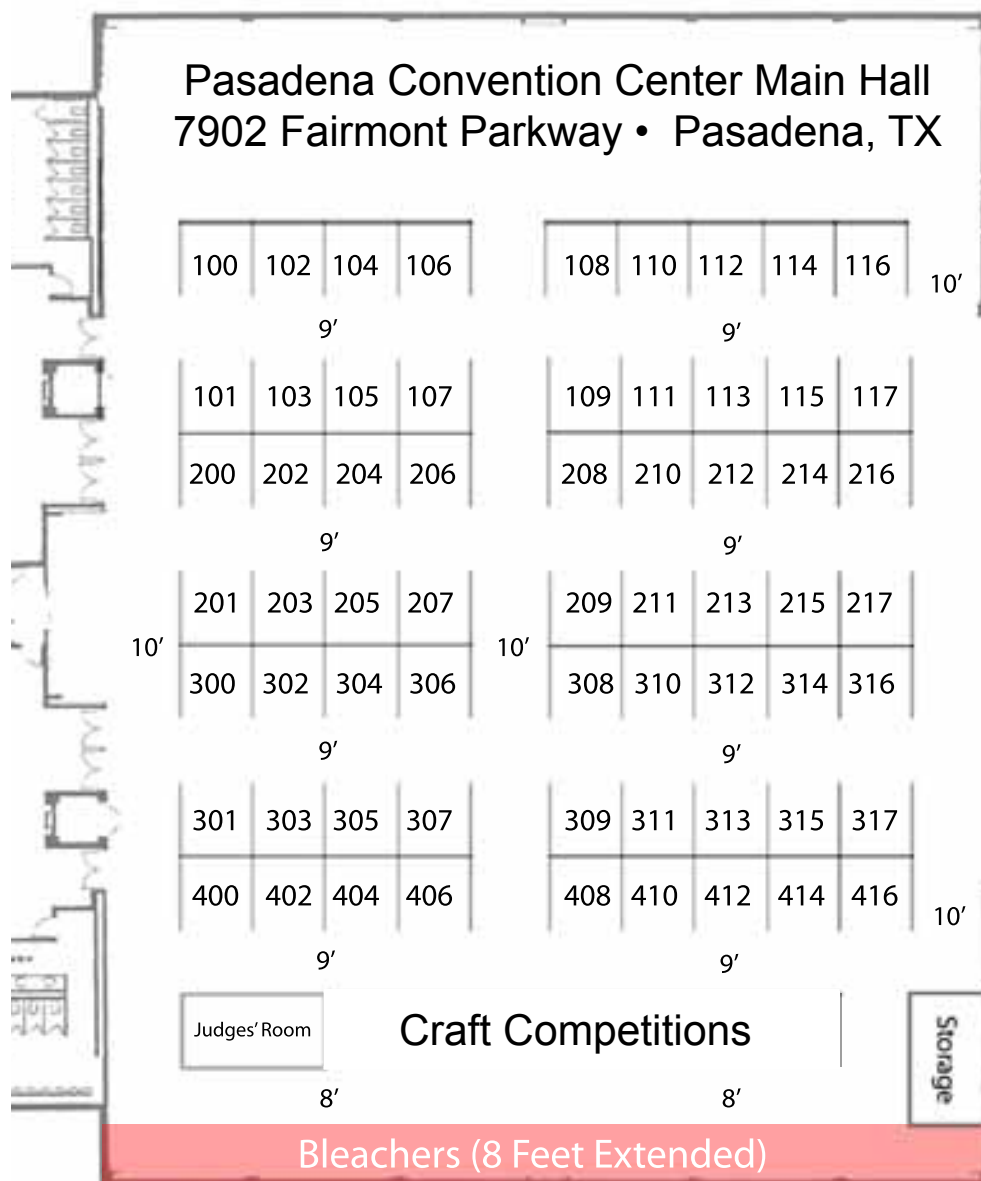 Pasadena Convention Center Main Hall
7902 Fairmont Parkway • Pasadena, TX
100 102 104 106 108 110 112 114 116
10’
9’ 9’
101 103 105 107 109 111 113 115 117
200 202 204 206 208 210 212 214 216
9’ 9’
201 203 205 207 209 211 213 215 217
10’ 10’
300 302 304 306 308 310 312 314 316
9’ 9’
301 303 305 307 309 311 313 315 317
400 402 404 406 408 410 412 414 416
10’
9’ 9’
Judges’ Room Craft Competitions
Storage
8’ 8’
Bleachers (8 Feet Extended)